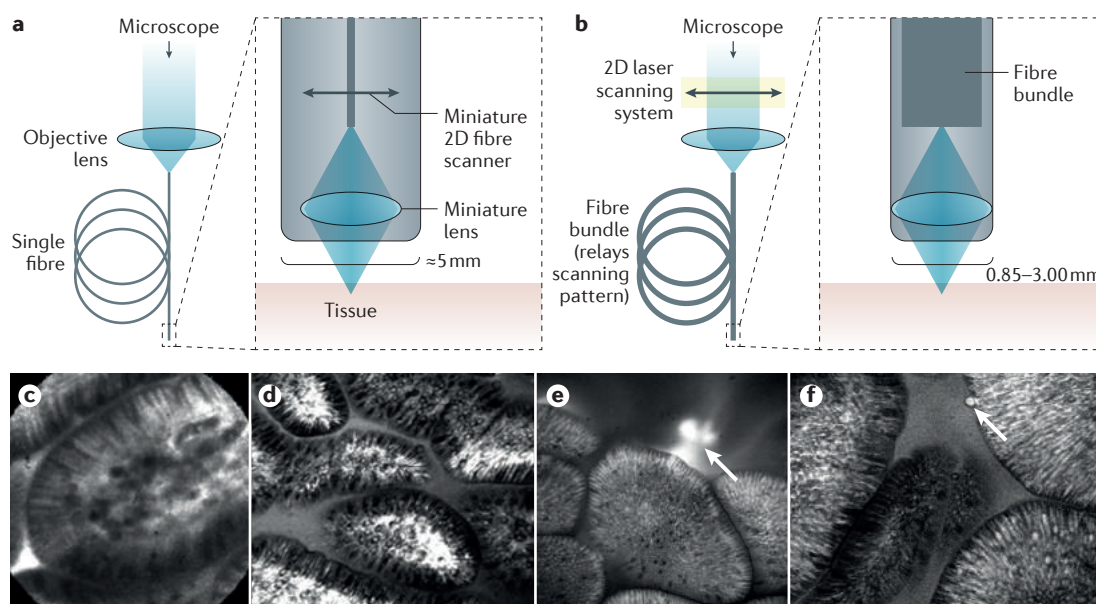 a
Microscope
Objective
lens
Single
fibre
Miniature
2D fibre
scanner
Miniature
lens
≈5 mm
Tissue
b
Microscope
2D laser
scanning
system
Fibre
bundle
(relays
scanning
pattern)
Fibre
bundle
0.85–3.00 mm
c
d
e
f